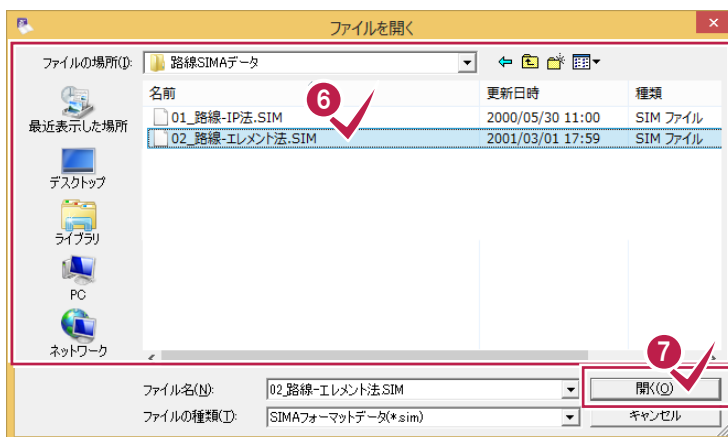 ファイルを開く
ファイルの場所(I): 路線SIMAデータ
名前 更新日時 種類
01_路線-IP法.SIM 2000/05/30 11:00 SIM ファイル
02_路線-エレメント法.SIM 2001/03/01 17:59 SIM ファイル
6
最近表示した場所
デスクトップ
ライブラリ
PC
ネットワーク
7
ファイル名(N): 02_路線-エレメント法.SIM 開く(O)
ファイルの種類(T): SIMAフォーマットデータ(*.sim) キャンセル